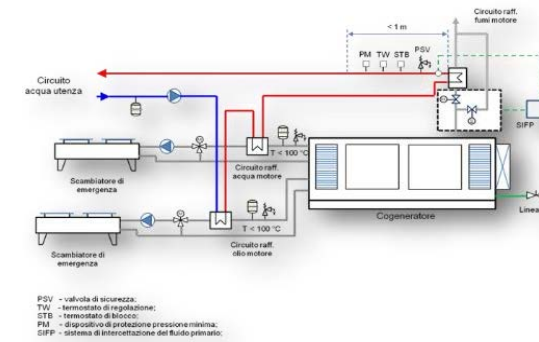 Circuito raff.
fumi motore
< 1 m
PM TW STB PSV
Circuito
acqua utenza
SIFP
T < 100 °C
Circuito raff.
acqua motore
Scambiatore di
emergenza
Cogeneratore
Linea
T < 100 °C
Circuito raff.
olio motore
Scambiatore di
emergenza
PSV - valvola di sicurezza;
TW - termostato di regolazione;
STB - termostato di blocco;
PM - dispositivo di protezione pressione minima;
SIFP - sistema di intercettazione del fluido primario;